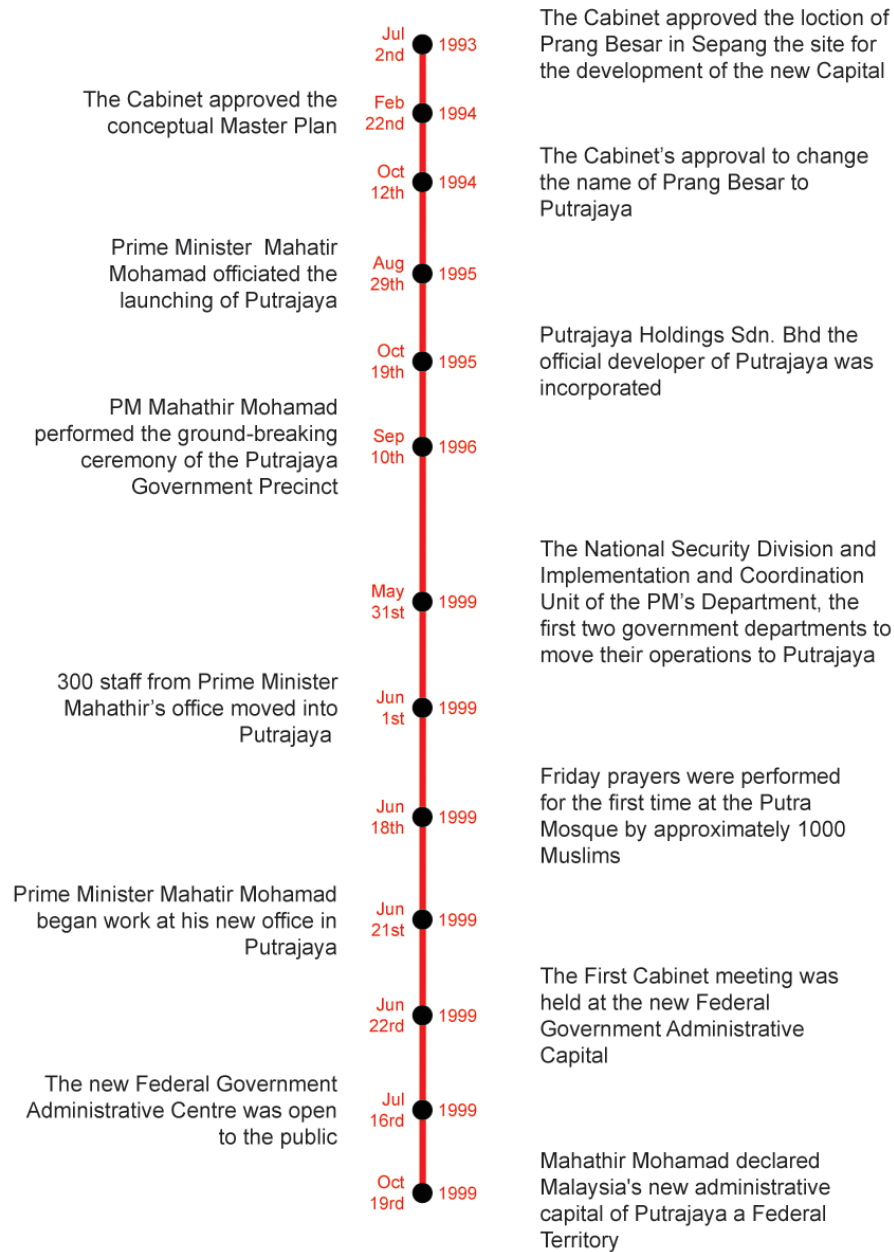 Jul
2nd
1993
The Cabinet approved the loction of
Prang Besar in Sepang the site for
the development of the new Capital
The Cabinet approved the
conceptual Master Plan
Feb
22nd
1994
Oct
12th
1994
The Cabinet's approval to change
the name of Prang Besar to
Putrajaya
Prime Minister  Mahatir
Mohamad officiated the
launching of Putrajaya
Aug
29th
1995
Oct
19th
1995
Putrajaya Holdings Sdn. Bhd the
official developer of Putrajaya was
incorporated
PM Mahathir Mohamad
performed the ground-breaking
ceremony of the Putrajaya
Government Precinct
Sep
10th
1996
May
31st
1999
The National Security Division and
Implementation and Coordination
Unit of the PM's Department, the
first two government departments to
move their operations to Putrajaya
300 staff from Prime Minister
Mahathir's office moved into
Putrajaya
Jun
1st
1999
Jun
18th
1999
Friday prayers were performed
for the first time at the Putra
Mosque by approximately 1000
Muslims
Prime Minister Mahatir Mohamad
began work at his new office in
Putrajaya
Jun
21st
1999
Jun
22rd
1999
The First Cabinet meeting was
held at the new Federal
Government Administrative
Capital
The new Federal Government
Administrative Centre was open
to the public
Jul
16rd
1999
Oct
19rd
1999
Mahathir Mohamad declared
Malaysia's new administrative
capital of Putrajaya a Federal
Territory